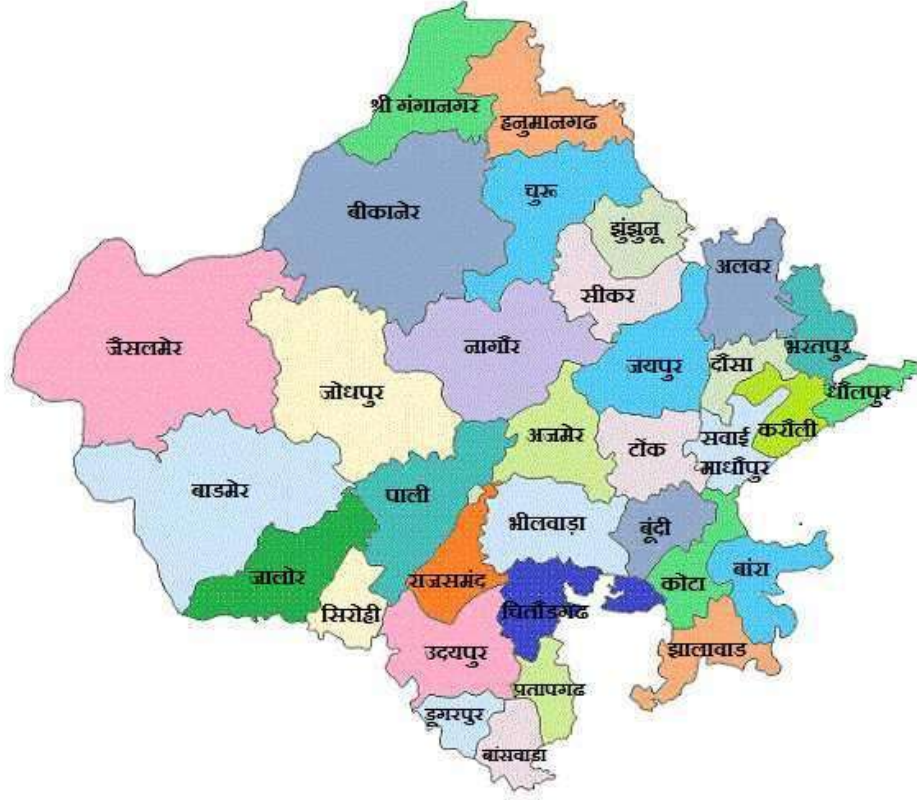 श्री गंगानगर
हनुमानगढ
चुरू
बीकानेर
झुंझुनू
अलवर
सीकर
जैसलमेर
नागौर
जयपुर
दौसा
भरतपुर
जोधपुर
धौलपुर
अजमेर
टोंक
सवाई
माधौपुर
करौली
बाडमेर
पाली
भीलवाड़ा
बूंदी
जालोर
राजसमंद
कोटा
बांरा
सिरोही
चितौड़गढ
उदयपुर
झालावाड
प्रतापगढ
डूगरपुर
बांसवाडा